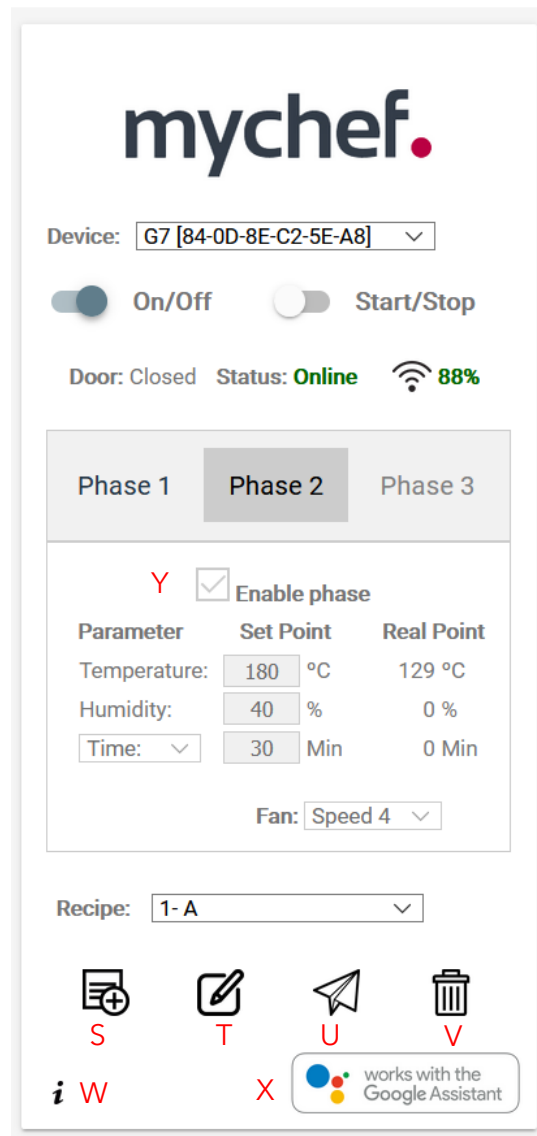 mychef.
Device: G7 [84-0D-8E-C2-5E-A8]
On/Off Start/Stop
Door: Closed Status: Online 88%
Phase 1 Phase 2 Phase 3
Y Enable phase
Parameter Set Point Real Point
Temperature: 180 ºC 129 ºC
Humidity: 40 % 0 %
Time: 30 Min 0 Min
Fan: Speed 4
Recipe: 1- A
S T U V
i W X works with the
Google Assistant